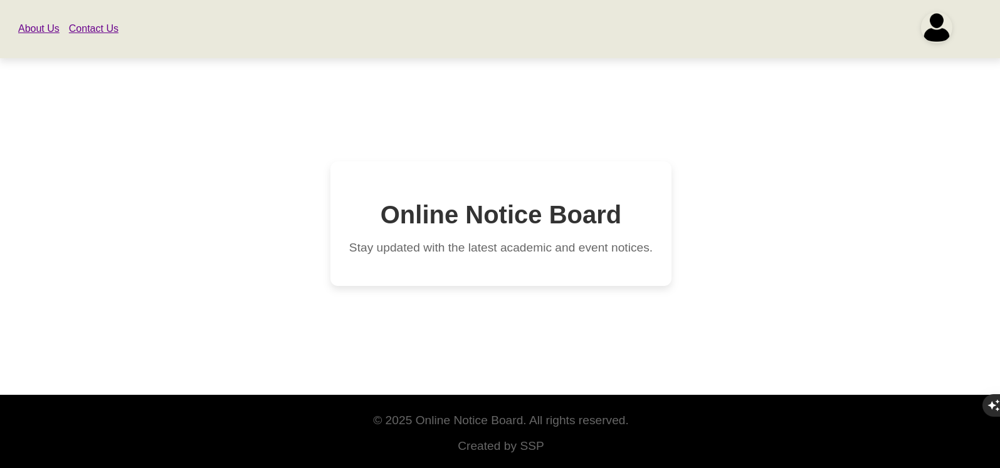 About Us Contact Us
Online Notice Board
Stay updated with the latest academic and event notices.
© 2025 Online Notice Board. All rights reserved.
Created by SSP